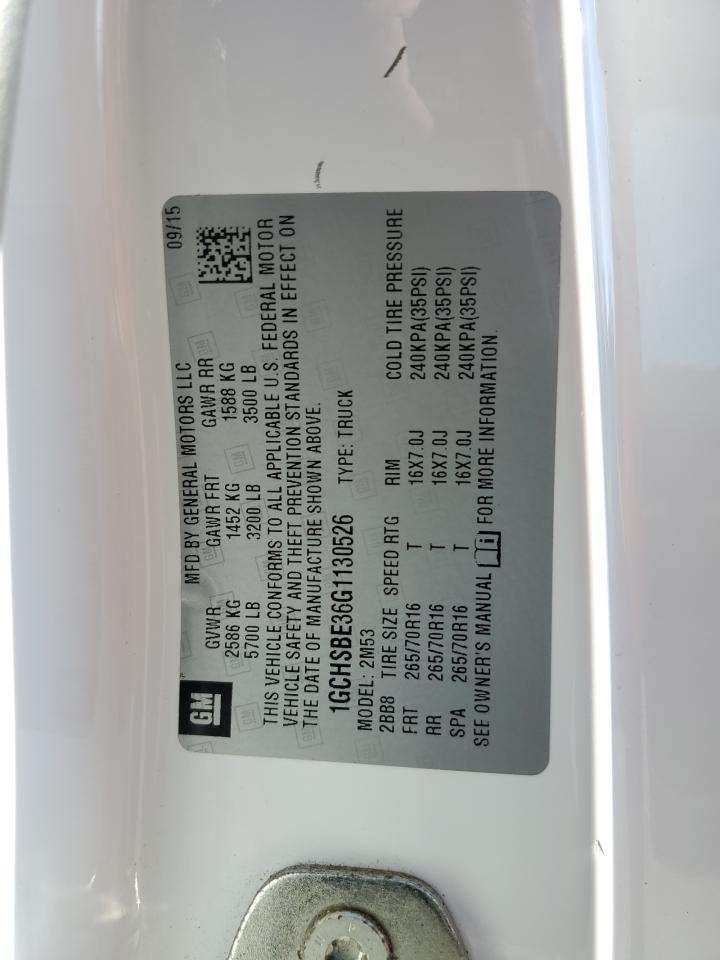 GM
MFD BY GENERAL MOTORS LLC 09/15
GVWR GAWR FRT GAWR RR
2586 KG 1452 KG 1588 KG
5700 LB 3200 LB 3500 LB
THIS VEHICLE CONFORMS TO ALL APPLICABLE U.S. FEDERAL MOTOR
VEHICLE SAFETY AND THEFT PREVENTION STANDARDS IN EFFECT ON
THE DATE OF MANUFACTURE SHOWN ABOVE.
1GCHSBE36G1130526 TYPE: TRUCK
MODEL: 2M53
2BB8 TIRE SIZE SPEED RTG RIM COLD TIRE PRESSURE
FRT 265/70R16 T 16X7.0J 240KPA(35PSI)
RR 265/70R16 T 16X7.0J 240KPA(35PSI)
SPA 265/70R16 T 16X7.0J 240KPA(35PSI)
SEE OWNER'S MANUAL FOR MORE INFORMATION.